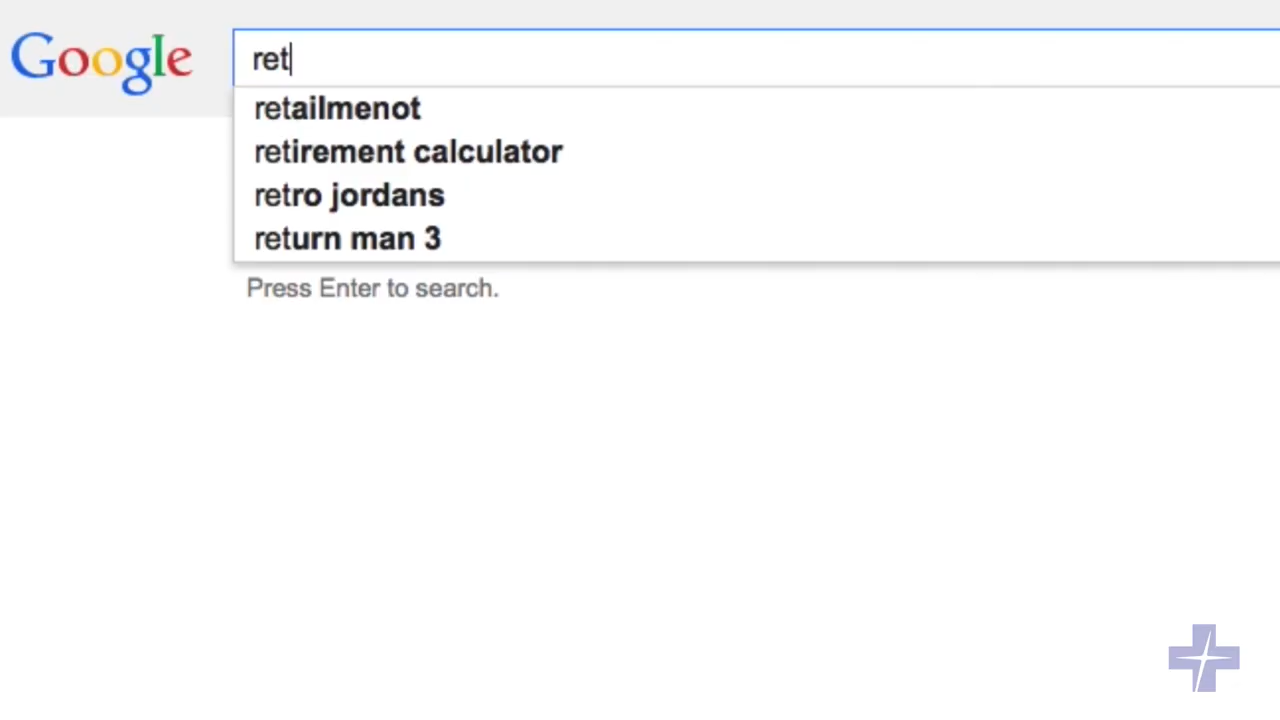 Google
ret
retailmenot
retirement calculator
retro jordans
return man 3
Press Enter to search.